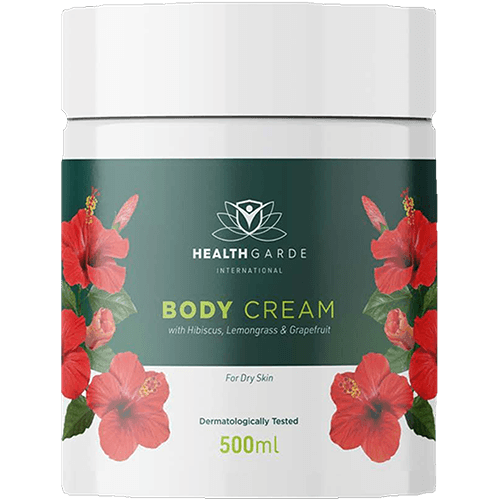 HEALTHGARDE
INTERNATIONAL
BODY CREAM
with Hibiscus, Lemongrass & Grapefruit
For Dry Skin
Dermatologically Tested
500ml